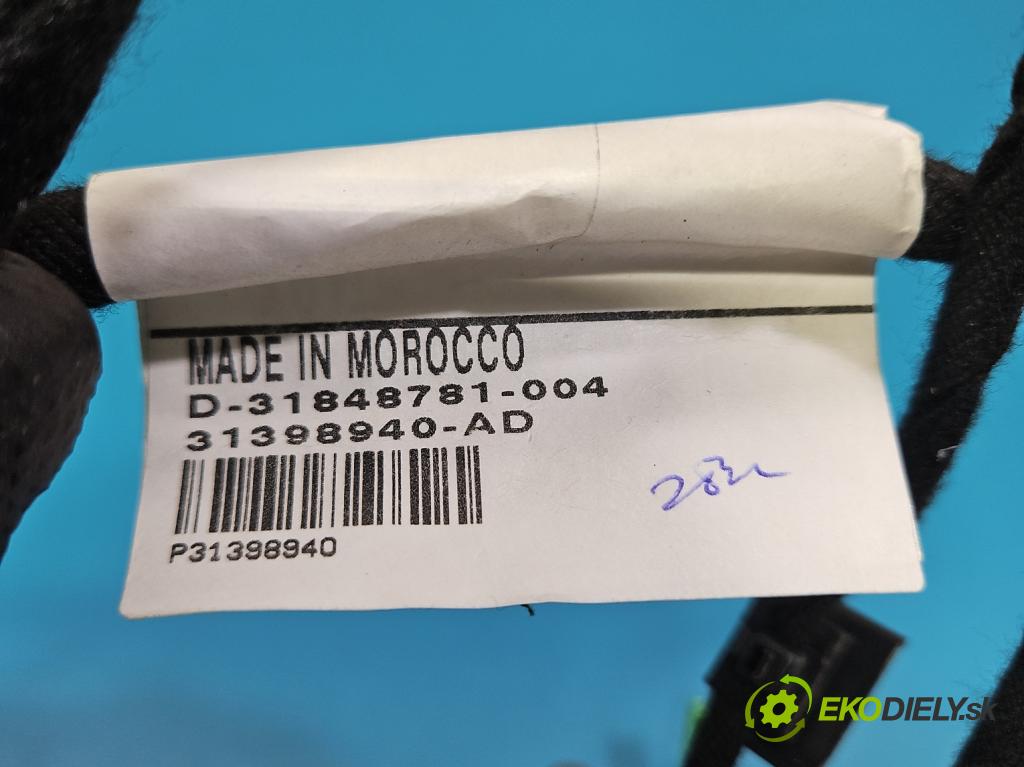 MADE IN MOROCCO
D-31848781-004
31398940-AD
P31398940
EKODIELY.sk